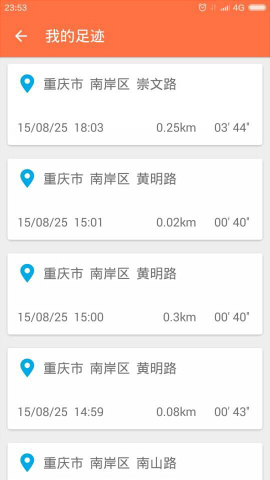 23:53 4G
我的足迹
重庆市 南岸区 崇文路
15/08/25 18:03 0.25km 03' 44"
重庆市 南岸区 黄明路
15/08/25 15:01 0.02km 00' 40"
重庆市 南岸区 黄明路
15/08/25 15:00 0.3km 00' 40"
重庆市 南岸区 黄明路
15/08/25 14:59 0.08km 00' 43"
重庆市 南岸区 南山路